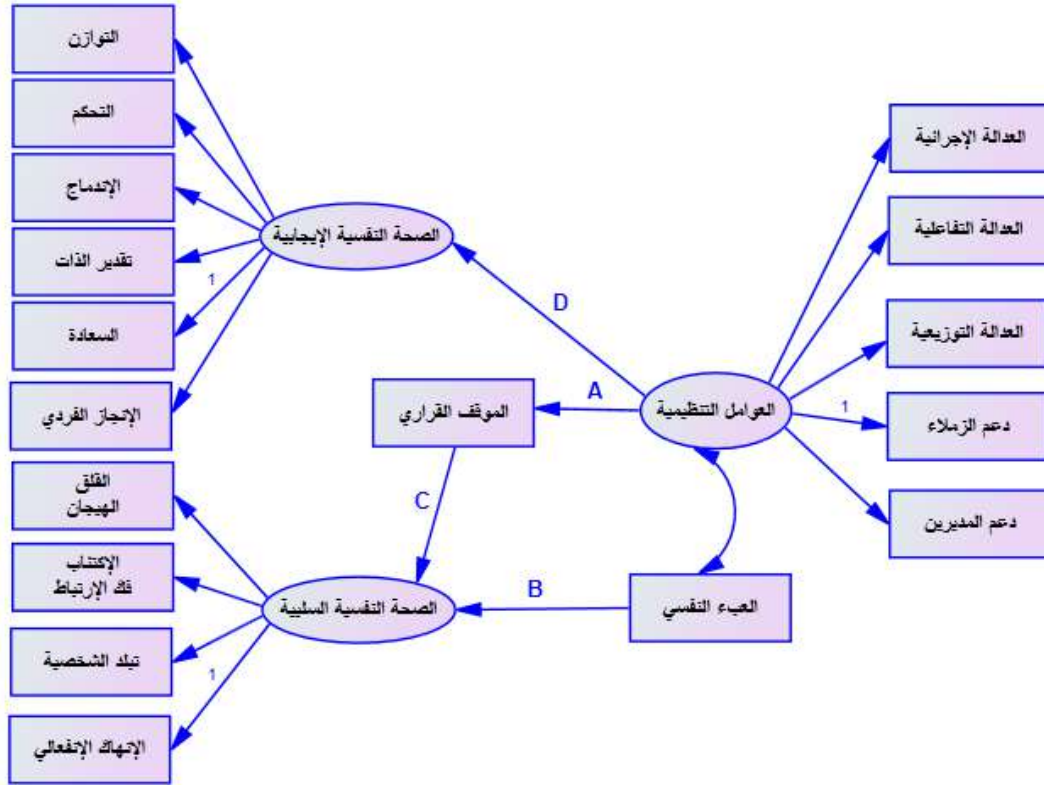 التوازن
التحكم
الإندماج
تقدير الذات
السعادة
الإنجاز الفردي
القلق
الهيجان
الإكتئاب
فك الإرتباط
تبلد الشخصية
الإنهاك الإنفعالي
1
1
الصحة النفسية الإيجابية
الموقف القراري
الصحة النفسية السلبية
D
A
C
B
العوامل التنظيمية
العبء النفسي
1
العدالة الإجرائية
العدالة التفاعلية
العدالة التوزيعية
دعم الزملاء
دعم المديرين